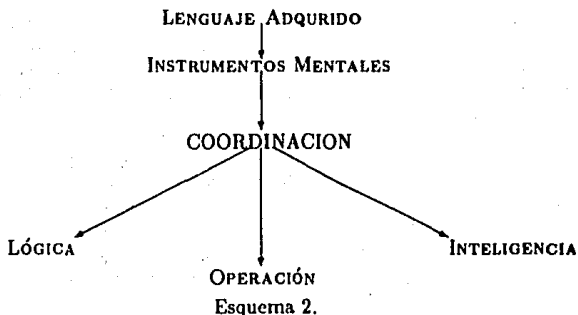 LENGUAJE ADQURIDO
INSTRUMENTOS MENTALES
COORDINACION
LÓGICA
INTELIGENCIA
OPERACIÓN
Esquema 2.